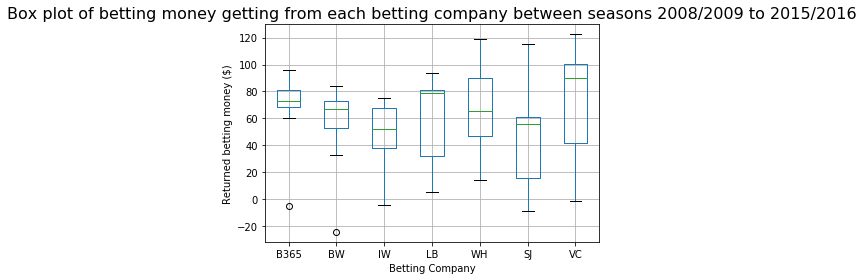 Box plot of betting money getting from each betting company between seasons 2008/2009 to 2015/2016
Returned betting money ($)
120
100
80
60
40
20
0
−20
B365 BW IW LB WH SJ VC
Betting Company